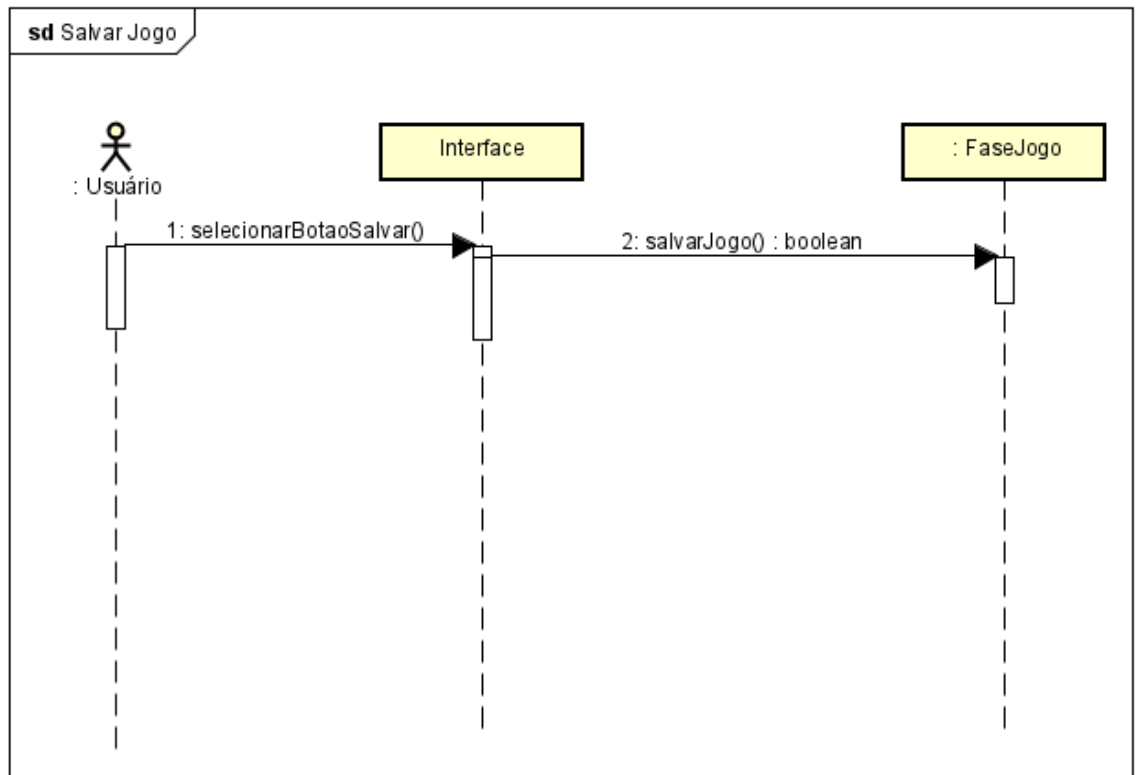 sd Salvar Jogo
: Usuário
Interface
: FaseJogo
1: selecionarBotaoSalvar()
2: salvarJogo() : boolean